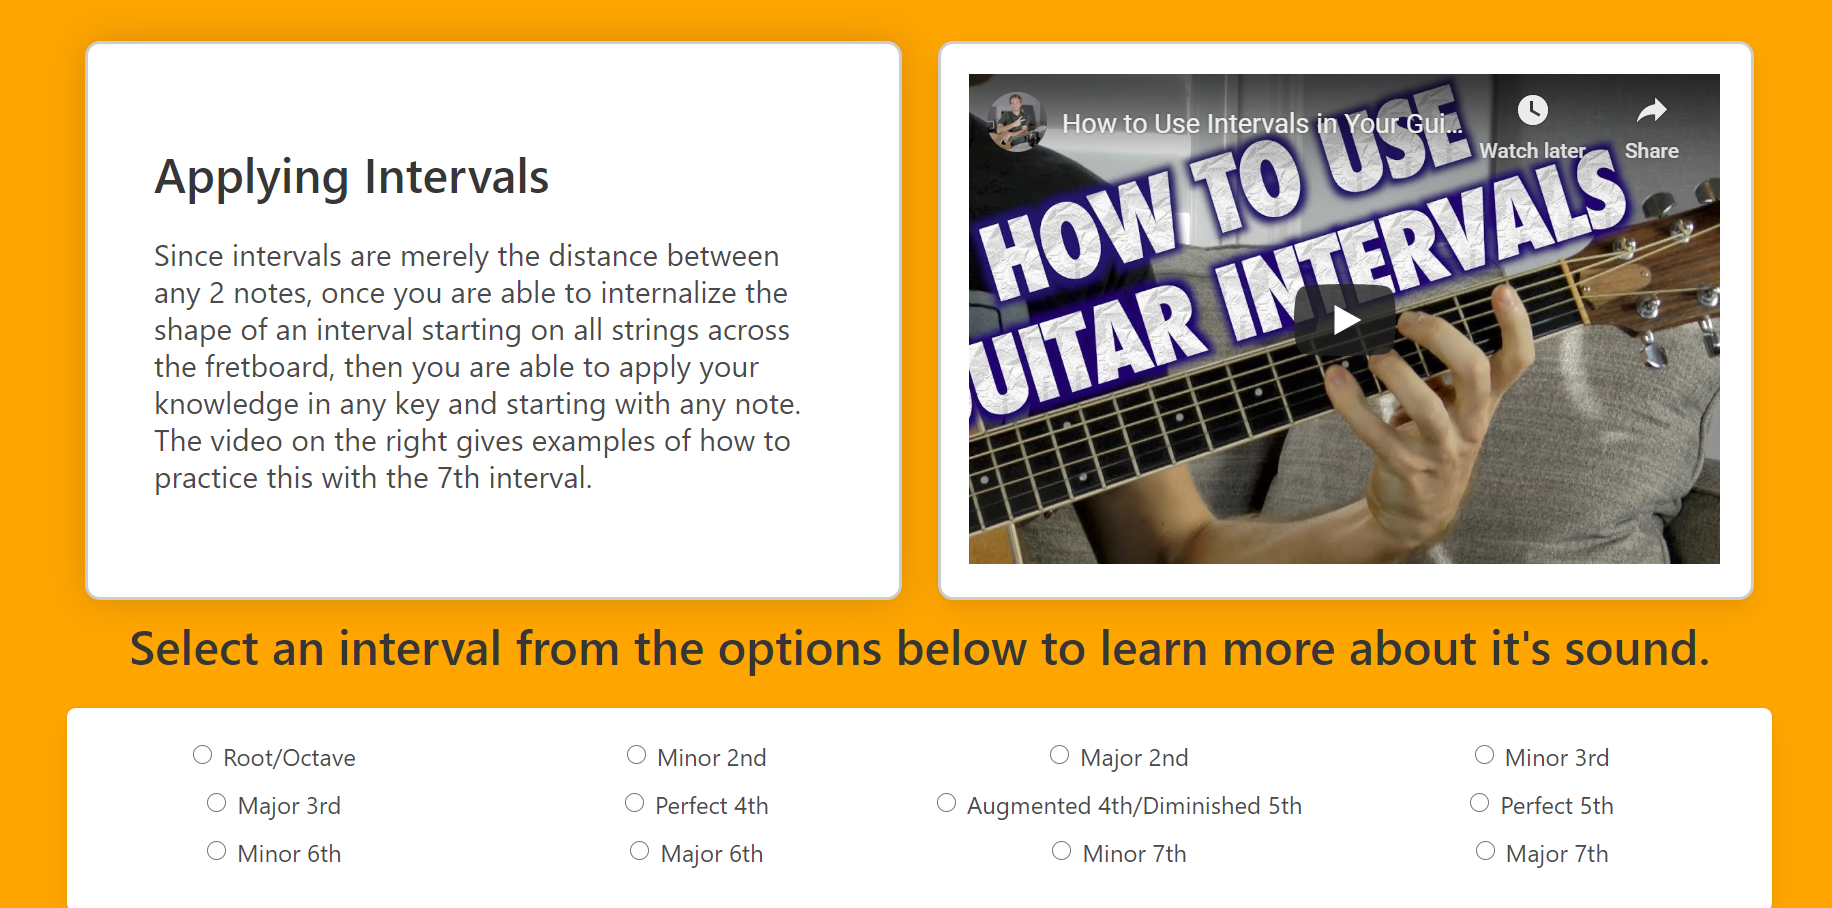 Applying Intervals
Since intervals are merely the distance between
any 2 notes, once you are able to internalize the
shape of an interval starting on all strings across
the fretboard, then you are able to apply your
knowledge in any key and starting with any note.
The video on the right gives examples of how to
practice this with the 7th interval.
How to Use Intervals in Your Gui...
Watch later
Share
HOW TO USE
GUITAR INTERVALS
Select an interval from the options below to learn more about it's sound.
Root/Octave
Minor 2nd
Major 2nd
Minor 3rd
Major 3rd
Perfect 4th
Augmented 4th/Diminished 5th
Perfect 5th
Minor 6th
Major 6th
Minor 7th
Major 7th